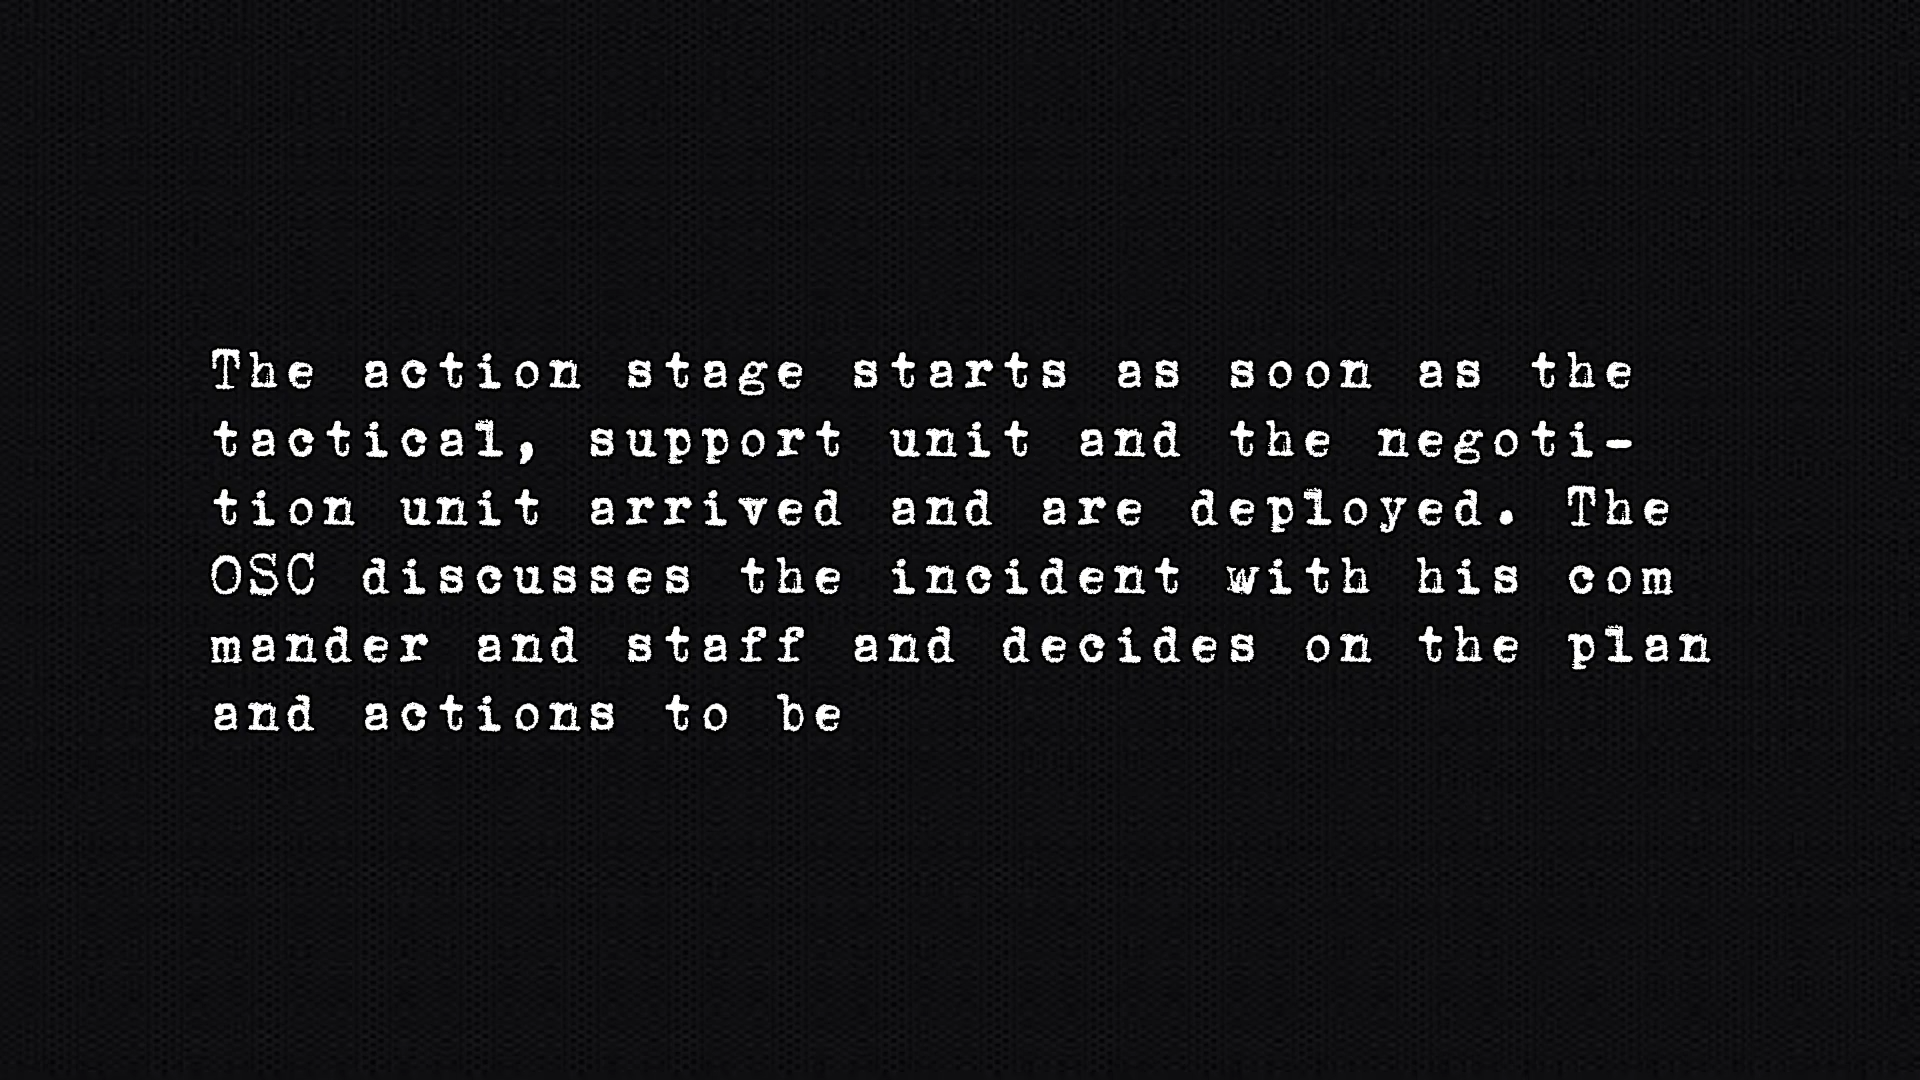 The action stage starts as soon as the
tactical, support unit and the negoti-
tion unit arrived and are deployed. The
OSC discusses the incident with his com
mander and staff and decides on the plan
and actions to be